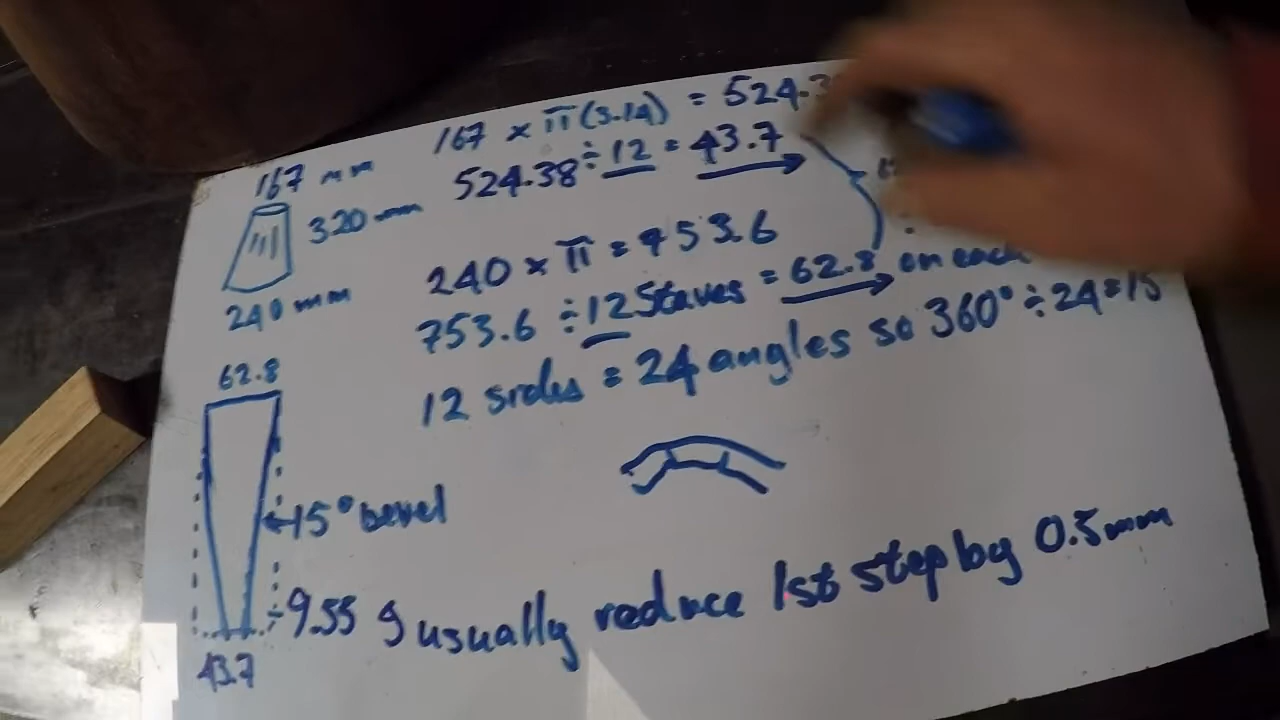 167 × π (3.14) = 524.3
524.38 ÷ 12 = 43.7
167 mm
320 mm
240 mm
240 × π = 753.6
753.6 ÷ 12 Staves = 62.8 on each
12 sides = 24 angles so 360° ÷ 24 = 15
62.8
15° bevel
9.55 I usually reduce 1st step by 0.5mm
43.7